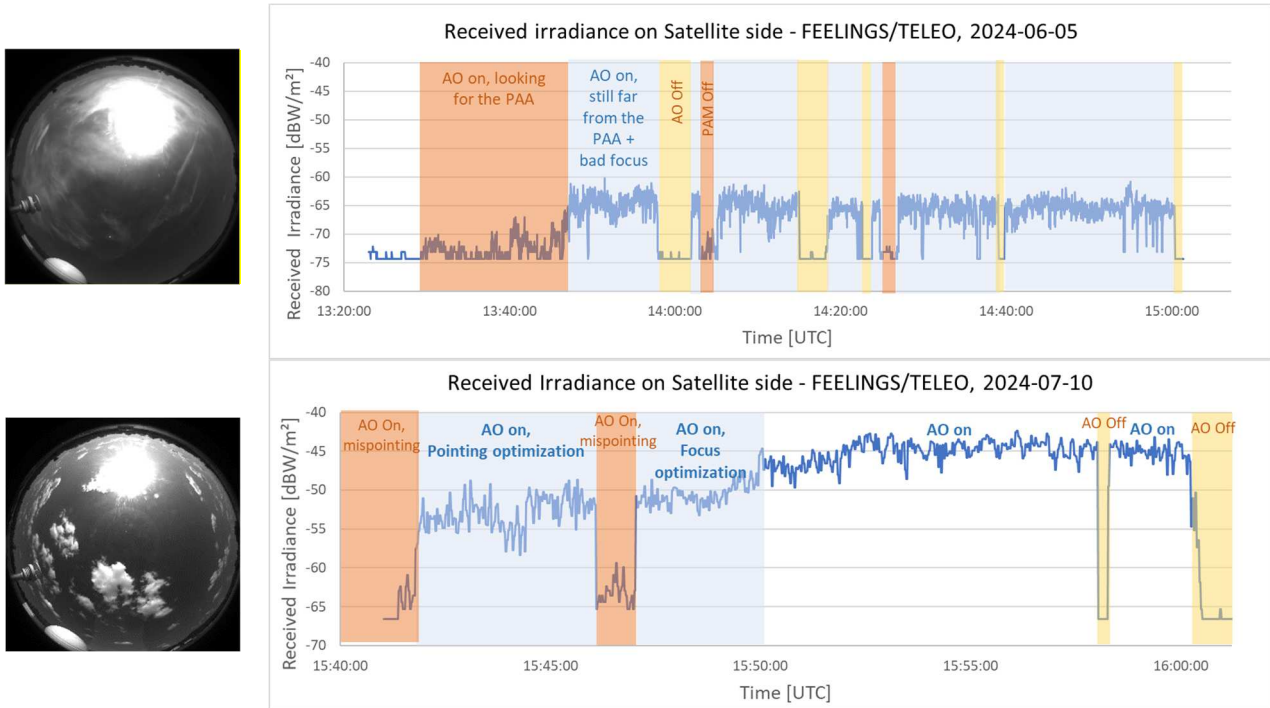 Received irradiance on Satellite side - FEELINGS/TELEO, 2024-06-05
Received Irradiance [dBW/m²]
-40
-45
-50
-55
-60
-65
-70
-75
-80
AO on, looking
for the PAA
AO on,
still far
from the
PAA +
bad focus
AO Off
PAM Off
13:20:00
13:40:00
14:00:00
14:20:00
14:40:00
15:00:00
Time [UTC]
Received Irradiance on Satellite side - FEELINGS/TELEO, 2024-07-10
Received Irradiance [dBW/m²]
-40
-45
-50
-55
-60
-65
-70
AO On,
mispointing
AO on,
Pointing optimization
AO On,
mispointing
AO on,
Focus
optimization
AO on
AO Off
AO on
AO Off
15:40:00
15:45:00
15:50:00
15:55:00
16:00:00
Time [UTC]